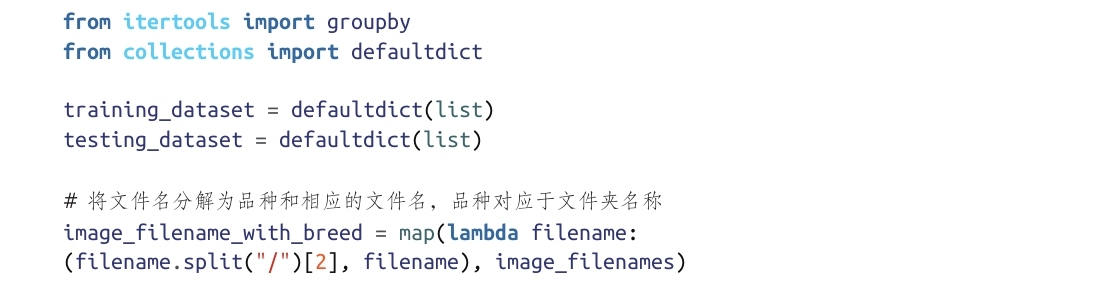 from itertools import groupby
from collections import defaultdict
training_dataset = defaultdict(list)
testing_dataset = defaultdict(list)
# 将文件名分解为品种和相应的文件名，品种对应于文件夹名称
image_filename_with_breed = map(lambda filename:
(filename.split("/")[2], filename), image_filenames)